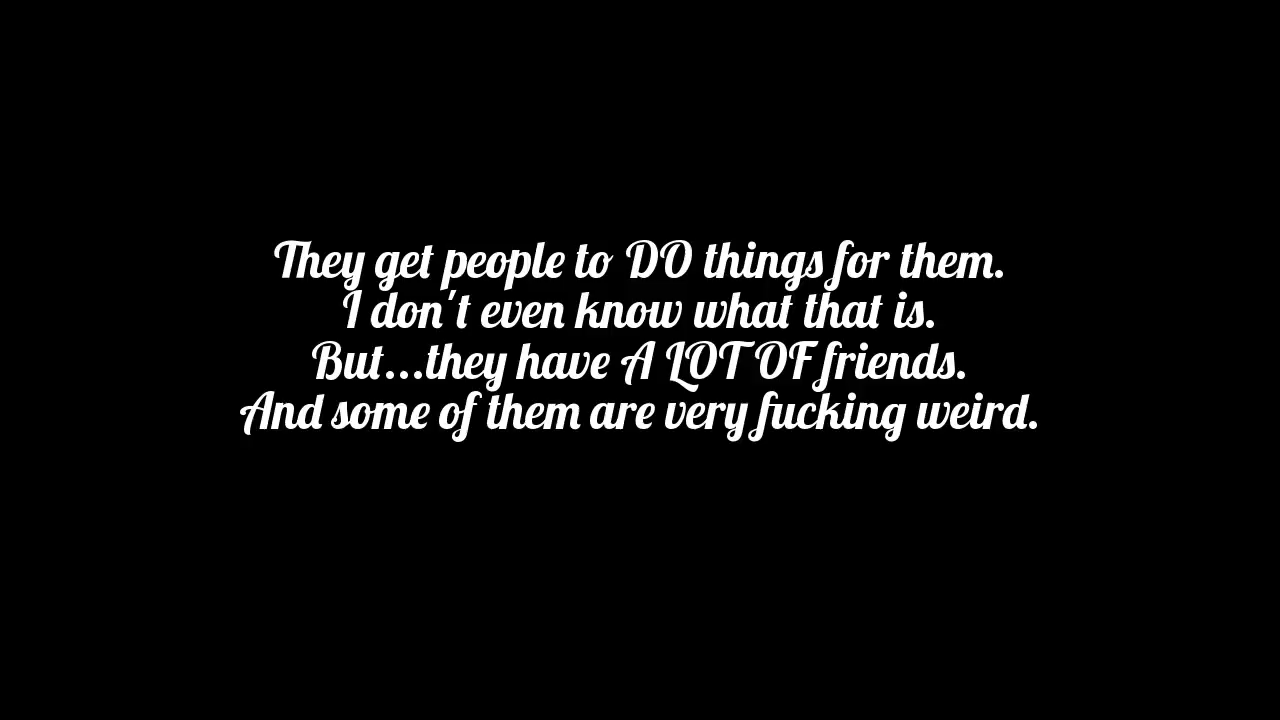 They get people to DO things for them.
I don't even know what that is.
But...they have A LOT OF friends.
And some of them are very fucking weird.